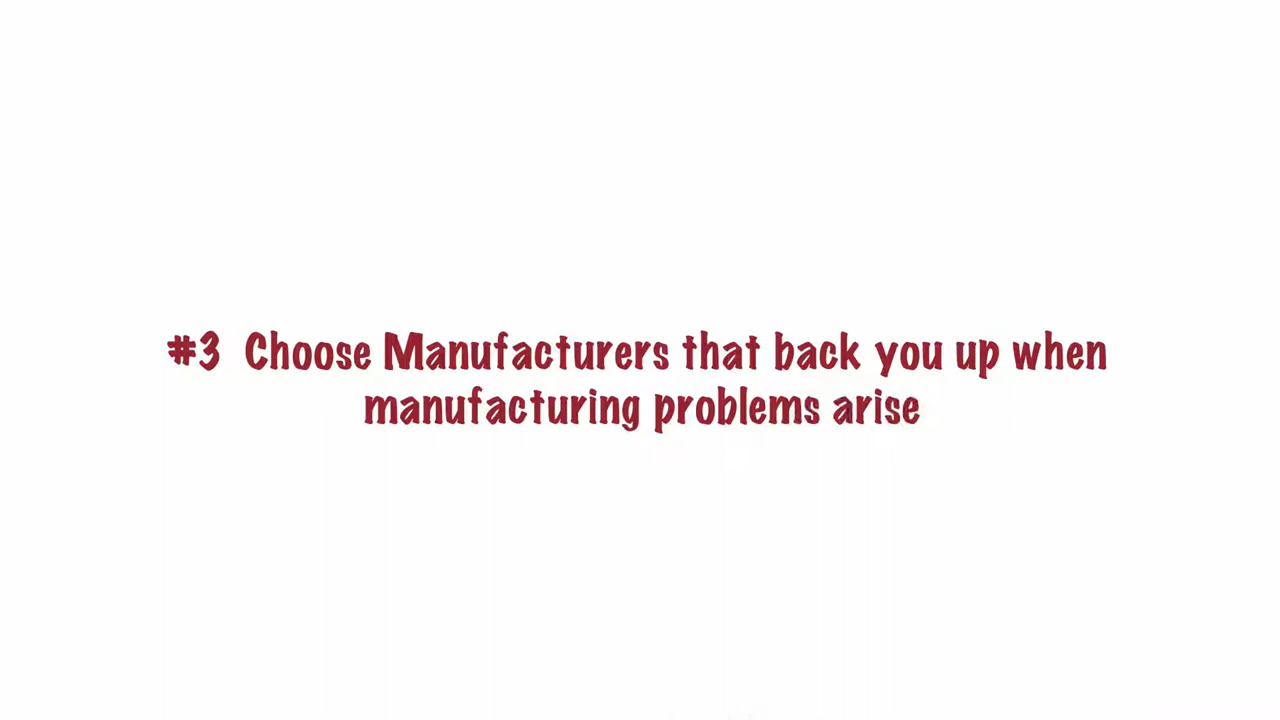 #3  Choose Manufacturers that back you up when
manufacturing problems arise